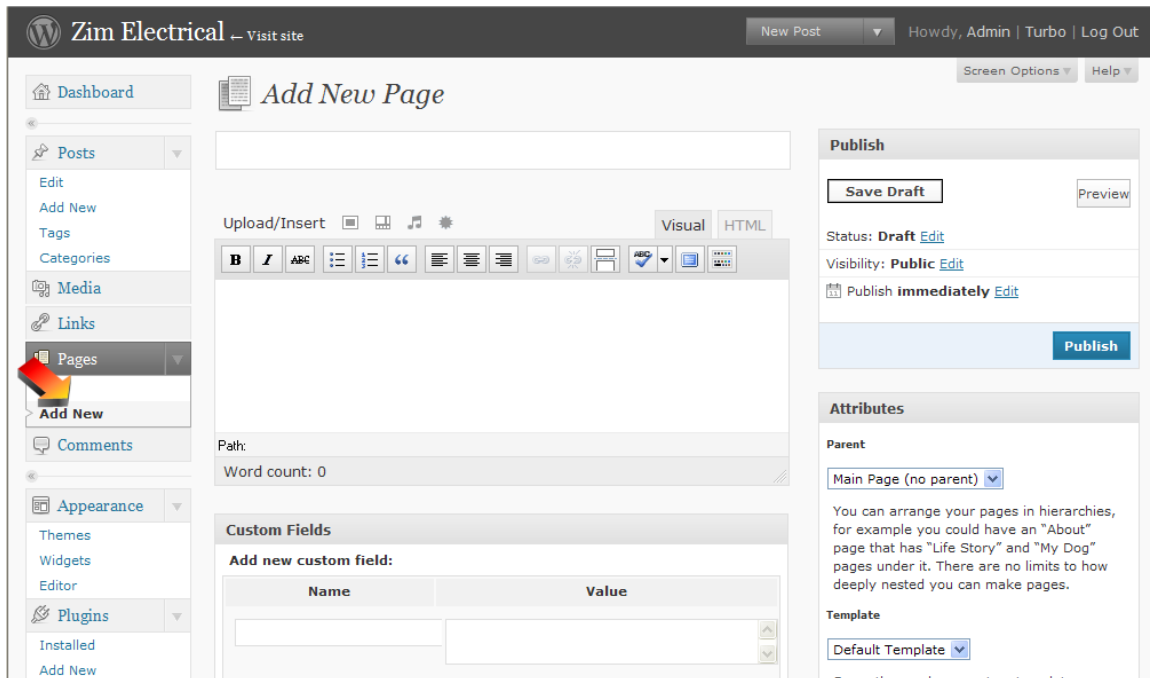 Zim Electrical ← Visit site
New Post
Howdy, Admin | Turbo | Log Out
Screen Options
Help
Dashboard
Posts
Edit
Add New
Tags
Categories
Media
Links
Pages
Add New
Comments
Appearance
Themes
Widgets
Editor
Plugins
Installed
Add New
Add New Page
Upload/Insert
Visual
HTML
B I ABC
ABC
Path:
Word count: 0
Custom Fields
Add new custom field:
Name
Value
Publish
Save Draft
Preview
Status: Draft Edit
Visibility: Public Edit
Publish immediately Edit
Publish
Attributes
Parent
Main Page (no parent)
You can arrange your pages in hierarchies,
for example you could have an “About”
page that has “Life Story” and “My Dog”
pages under it. There are no limits to how
deeply nested you can make pages.
Template
Default Template